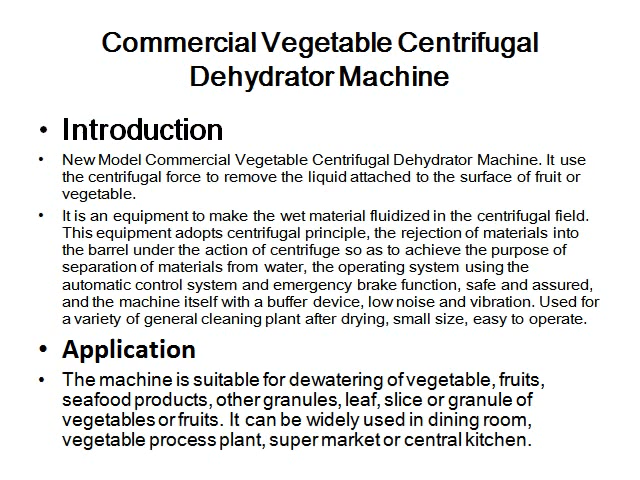 Commercial Vegetable Centrifugal
Dehydrator Machine
• Introduction
• New Model Commercial Vegetable Centrifugal Dehydrator Machine. It use
the centrifugal force to remove the liquid attached to the surface of fruit or
vegetable.
• It is an equipment to make the wet material fluidized in the centrifugal field.
This equipment adopts centrifugal principle, the rejection of materials into
the barrel under the action of centrifuge so as to achieve the purpose of
separation of materials from water, the operating system using the
automatic control system and emergency brake function, safe and assured,
and the machine itself with a buffer device, low noise and vibration. Used for
a variety of general cleaning plant after drying, small size, easy to operate.
• Application
• The machine is suitable for dewatering of vegetable, fruits,
seafood products, other granules, leaf, slice or granule of
vegetables or fruits. It can be widely used in dining room,
vegetable process plant, super market or central kitchen.